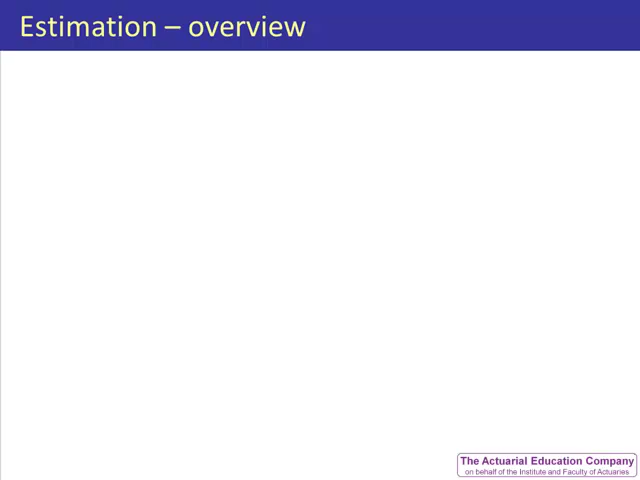 Estimation – overview
The Actuarial Education Company
on behalf of the Institute and Faculty of Actuaries